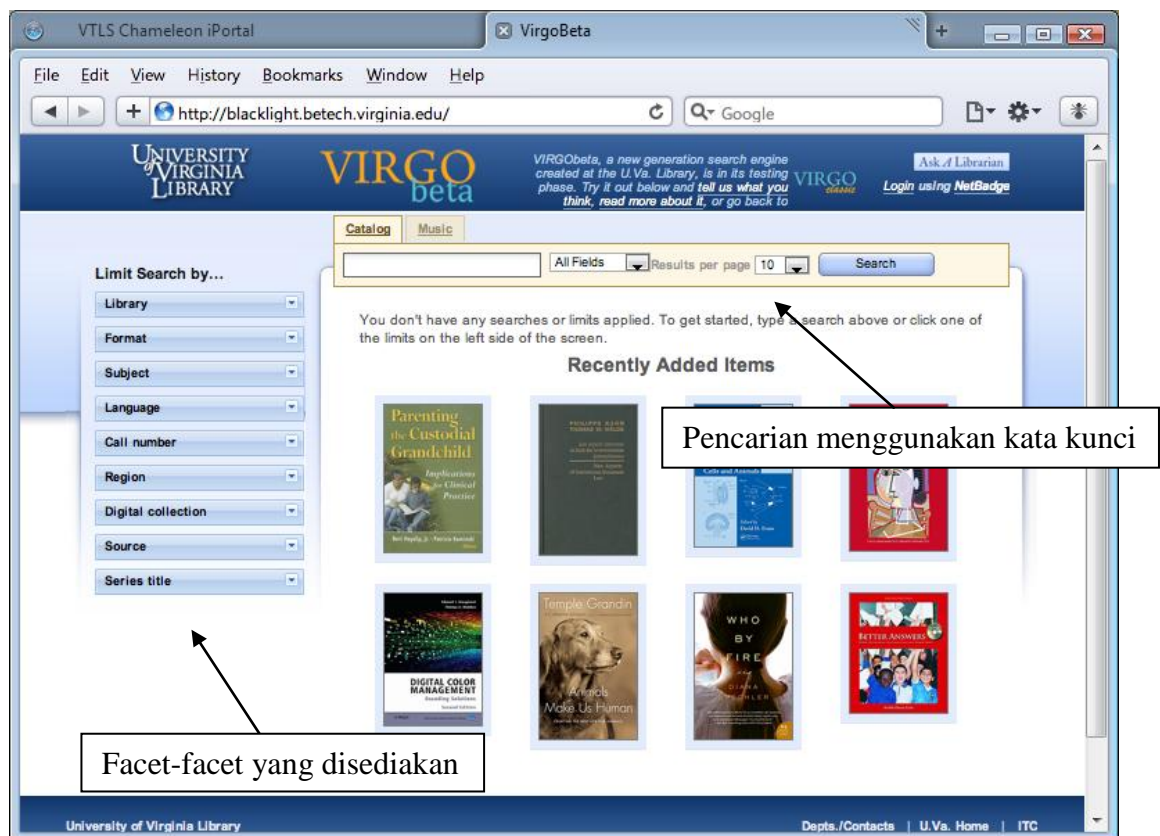 VTLS Chameleon iPortal
VirgoBeta
File Edit View History Bookmarks Window Help
http://blacklight.betech.virginia.edu/
Google
UNIVERSITY
of VIRGINIA
LIBRARY
VIRGO
beta
VIRGObeta, a new generation search engine
created at the U.Va. Library, is in its testing
phase. Try it out below and tell us what you
think, read more about it, or go back to
VIRGO
classic
Ask A Librarian
Login using NetBadge
Catalog Music
All Fields Results per page 10 Search
Limit Search by...
Library
Format
Subject
Language
Call number
Region
Digital collection
Source
Series title
You don't have any searches or limits applied. To get started, type a search above or click one of
the limits on the left side of the screen.
Recently Added Items
Parenting
the Custodial
Grandchild
Implications
for Clinical
Practice
Cells and Animals
Pencarian menggunakan kata kunci
DIGITAL COLOR
MANAGEMENT
Encoding Solutions
Second Edition
Temple Grandin
Animals
Make Us Human
WHO
BY
FIRE
DIANA
BETTER ANSWERS
Facet-facet yang disediakan
University of Virginia Library
Depts./Contacts | U.Va. Home | ITC